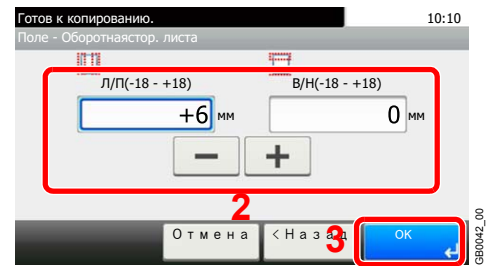 Готов к копированию. 10:10
Поле - Оборотнаястор. листа
Л/П(-18 - +18) В/Н(-18 - +18)
+6 мм 0 мм
− +
2
Отмена <Назад 3 OK
GB0042_00